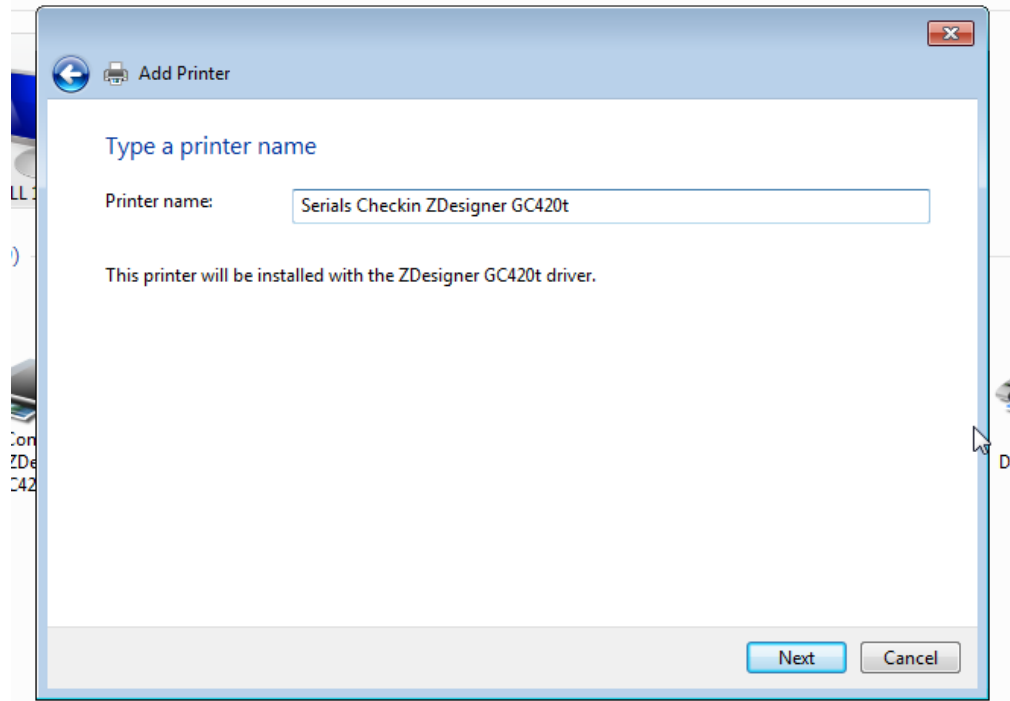 Add Printer
Type a printer name
Printer name:
Serials Checkin ZDesigner GC420t
This printer will be installed with the ZDesigner GC420t driver.
Next
Cancel